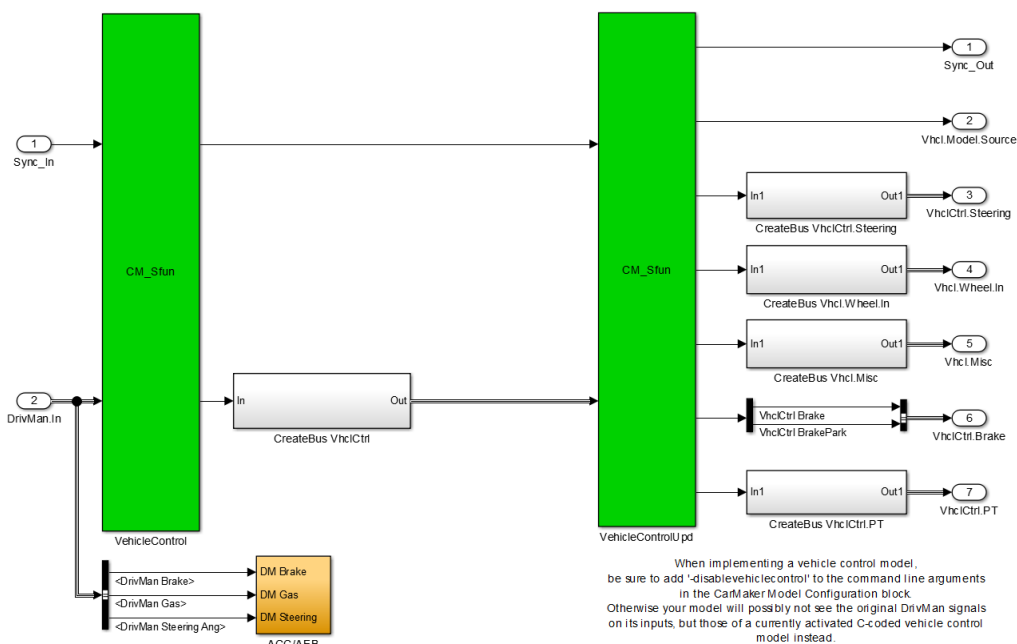 1
Sync_Out
2
Vhcl.Model.Source
1
Sync_In
In1
Out1
3
CreateBus VhclCtrl.Steering
VhclCtrl.Steering
CM_Sfun
CM_Sfun
In1
Out1
4
CreateBus Vhcl.Wheel.In
Vhcl.Wheel.In
In1
Out1
5
CreateBus Vhcl.Misc
Vhcl.Misc
2
DrivMan.In
In
Out
CreateBus VhclCtrl
VhclCtrl Brake
VhclCtrl BrakePark
6
VhclCtrl.Brake
In1
Out1
7
CreateBus VhclCtrl.PT
VhclCtrl.PT
VehicleControl
VehicleControlUpd
<DrivMan Brake>
<DrivMan Gas>
<DrivMan Steering Ang>
DM Brake
DM Gas
DM Steering
ACC/AEB
When implementing a vehicle control model,
be sure to add '-disablevehiclecontrol' to the command line arguments
in the CarMaker Model Configuration block.
Otherwise your model will possibly not see the original DrivMan signals
on its inputs, but those of a currently activated C-coded vehicle control
model instead.